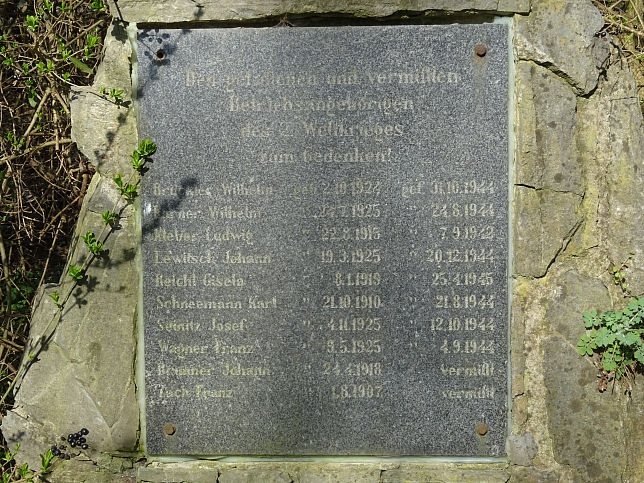 Den gefallenen und vermißten
Betriebsangehörigen
des 2. Weltkrieges
zum Gedenken!
Wilhelm geb. 2.10.1924 gef. 31.10.1944
Wilhelm " 24.7.1925 " 24.8.1944
Kleber Ludwig " 22.8.1915 " 7.9.1942
Lewitsch Johann " 19.3.1925 " 20.12.1944
Reichl Gisela " 8.1.1918 " 25.4.1945
Schneemann Karl " 21.10.1910 " 21.8.1944
Josef " 4.11.1925 " 12.10.1944
Wagner Franz " 9.5.1925 " 4.9.1944
Brunner Johann " 24.4.1918 vermißt
Franz " 1.8.1907 vermißt